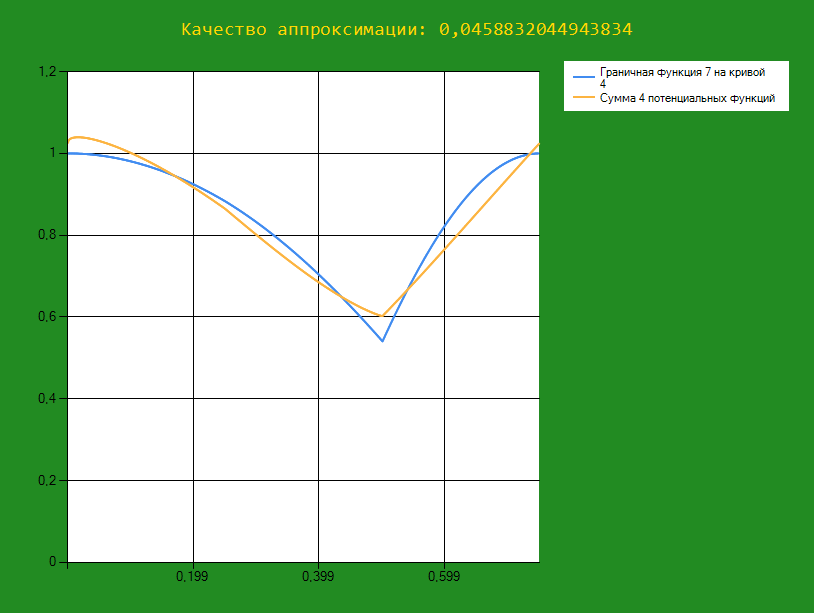 Качество аппроксимации: 0,0458832044943834
Граничная функция 7 на кривой
4
Сумма 4 потенциальных функций
1,2
1
0,8
0,6
0,4
0,2
0
0,199 0,399 0,599